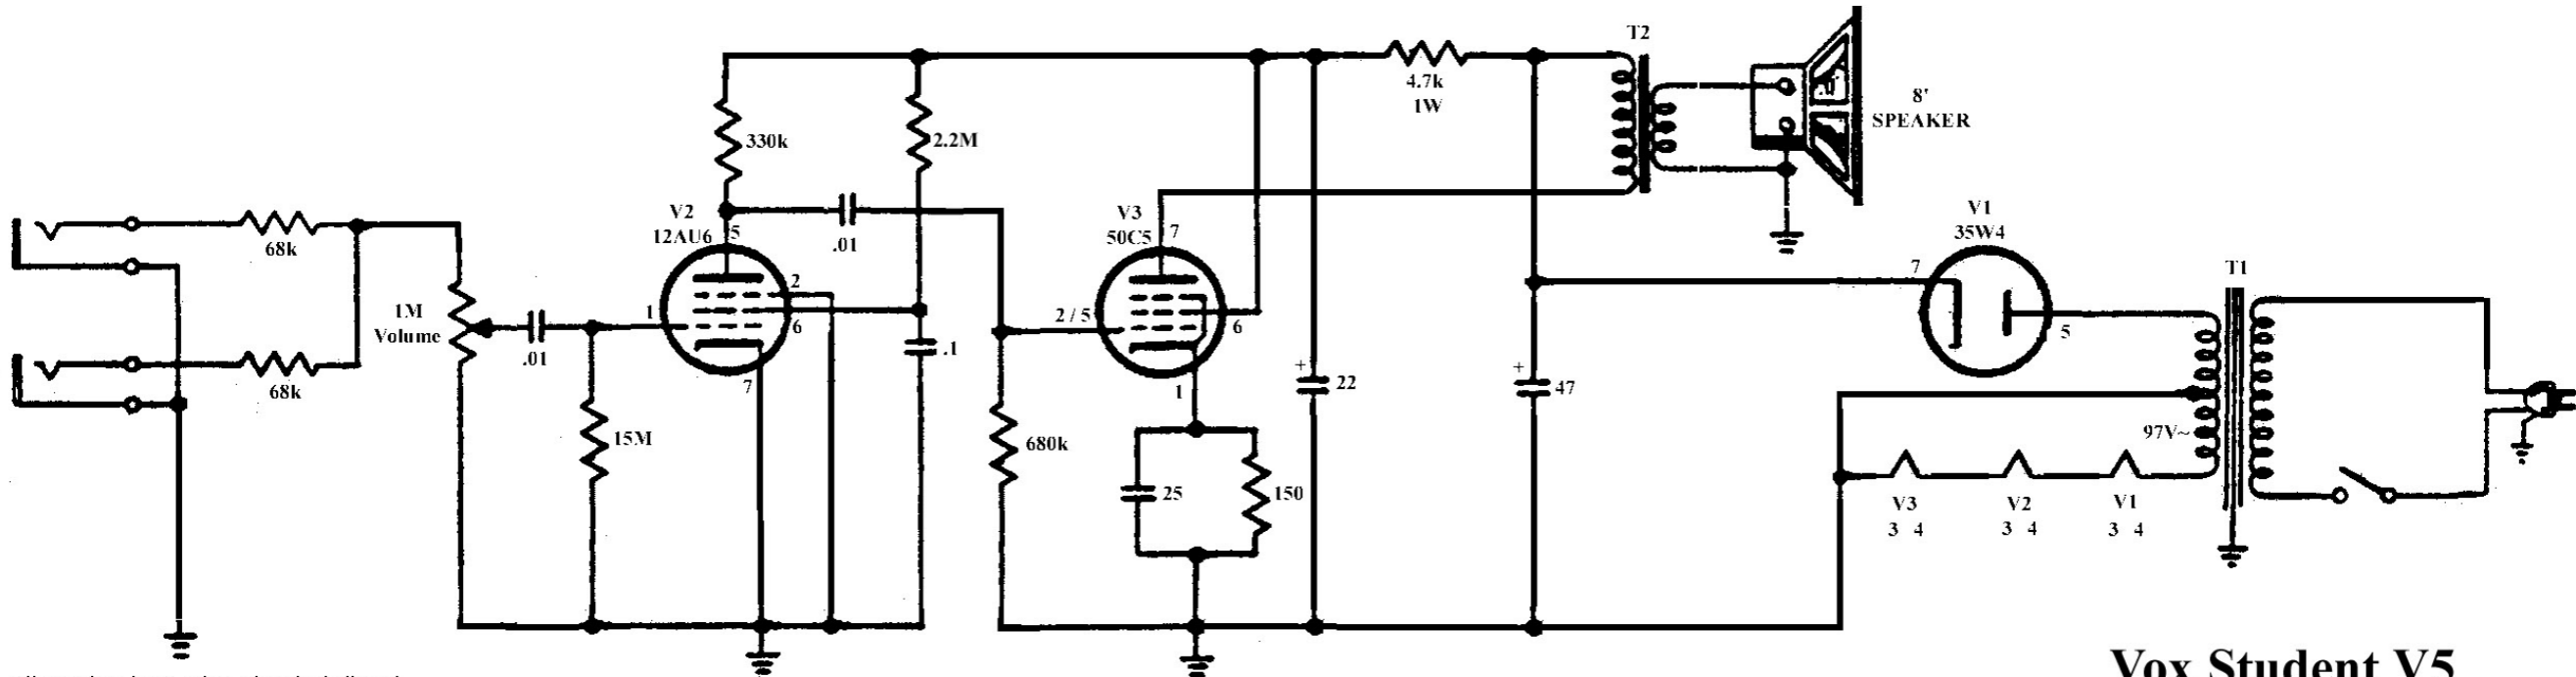 T2
4.7k
1W
8'
SPEAKER
330k
2.2M
V2
12AU6
5
V3
50C5
7
V1
35W4
7
T1
68k
.01
2
1M
Volume
1
6
2 / 5
6
5
.01
.1
68k
7
1
+
22
+
47
97V~
15M
680k
25
150
V3
V2
V1
3 4
3 4
3 4
Vox Student V5